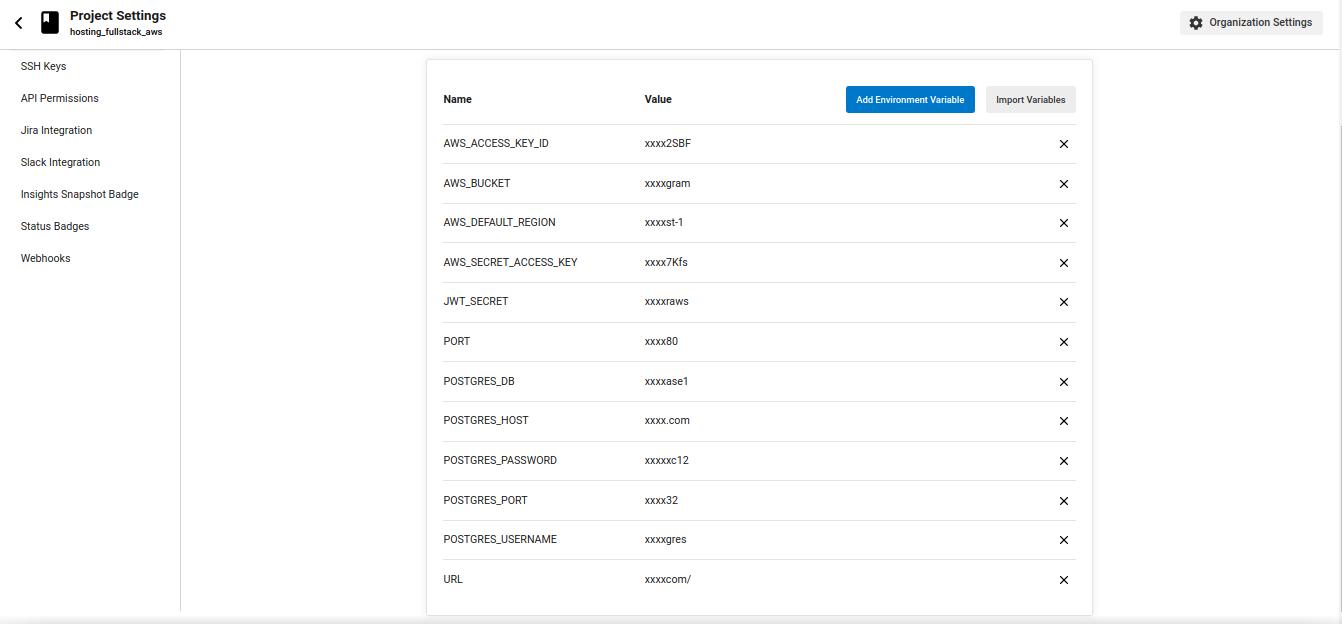 Project Settings
hosting_fullstack_aws
Organization Settings
SSH Keys
API Permissions
Jira Integration
Slack Integration
Insights Snapshot Badge
Status Badges
Webhooks
Name Value Add Environment Variable Import Variables
AWS_ACCESS_KEY_ID xxxx2SBF
AWS_BUCKET xxxxgram
AWS_DEFAULT_REGION xxxxst-1
AWS_SECRET_ACCESS_KEY xxxx7Kfs
JWT_SECRET xxxxraws
PORT xxxx80
POSTGRES_DB xxxxase1
POSTGRES_HOST xxxx.com
POSTGRES_PASSWORD xxxxxc12
POSTGRES_PORT xxxx32
POSTGRES_USERNAME xxxxgres
URL xxxxcom/